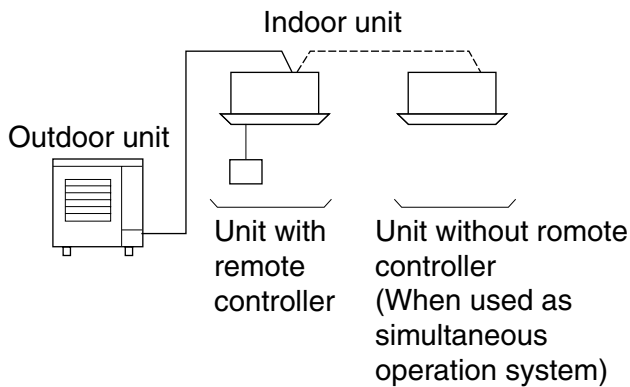 Indoor unit
Outdoor unit
Unit with
remote
controller
Unit without romote
controller
(When used as
simultaneous
operation system)